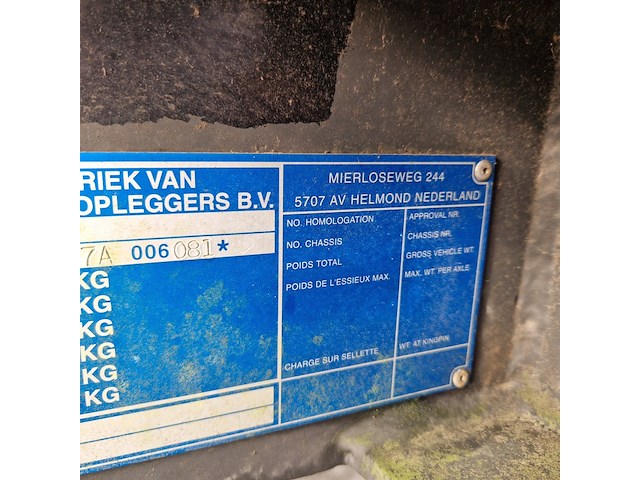 RIEK VAN
OPLEGGERS B.V.
7A 006081*
KG
KG
KG
KG
KG
KG
MIERLOSEWEG 244
5707 AV HELMOND NEDERLAND
NO. HOMOLOGATION APPROVAL NR.
NO. CHASSIS CHASSIS NR.
POIDS TOTAL GROSS VEHICLE WT.
POIDS DE L'ESSIEUX MAX. MAX. WT. PER AXLE.
CHARGE SUR SELLETTE WT. AT KINGPIN.